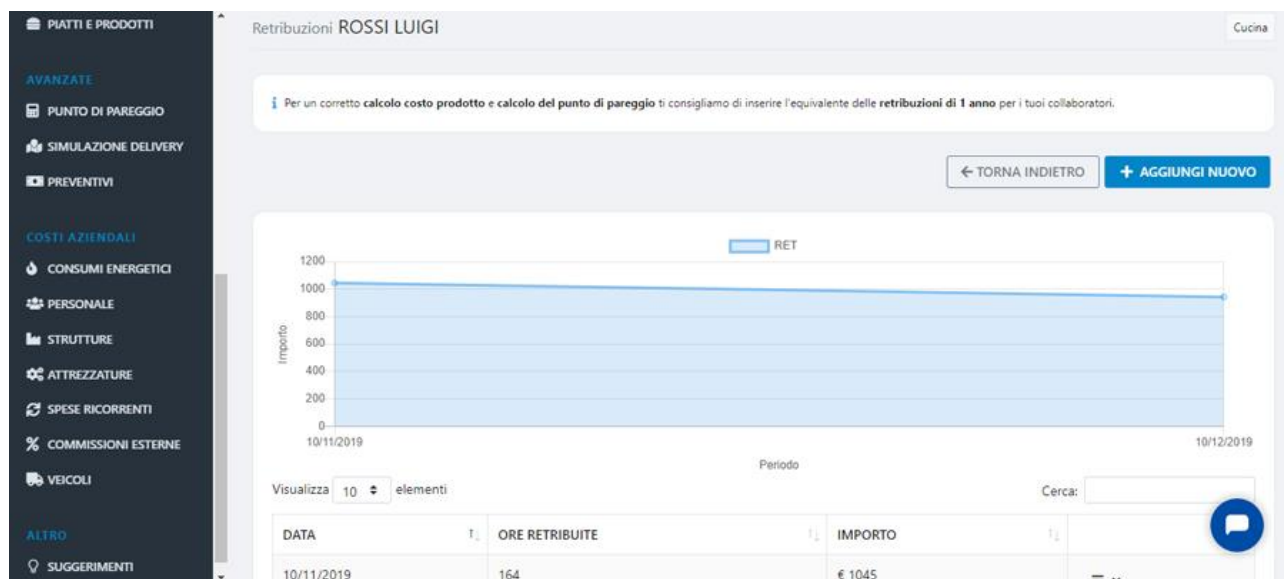 PIATTI E PRODOTTI
AVANZATE
PUNTO DI PAREGGIO
SIMULAZIONE DELIVERY
PREVENTIVI
COSTI AZIENDALI
CONSUMI ENERGETICI
PERSONALE
STRUTTURE
ATTREZZATURE
SPESE RICORRENTI
COMMISSIONI ESTERNE
VEICOLI
ALTRO
SUGGERIMENTI
Retribuzioni ROSSI LUIGI
Cucina
Per un corretto calcolo costo prodotto e calcolo del punto di pareggio ti consigliamo di inserire l'equivalente delle retribuzioni di 1 anno per i tuoi collaboratori.
TORNA INDIETRO
+ AGGIUNGI NUOVO
RET
1200
1000
800
600
400
200
0
Importo
10/11/2019 10/12/2019
Periodo
Visualizza 10 elementi
Cerca:
DATA ORE RETRIBUITE IMPORTO
10/11/2019 164 € 1045